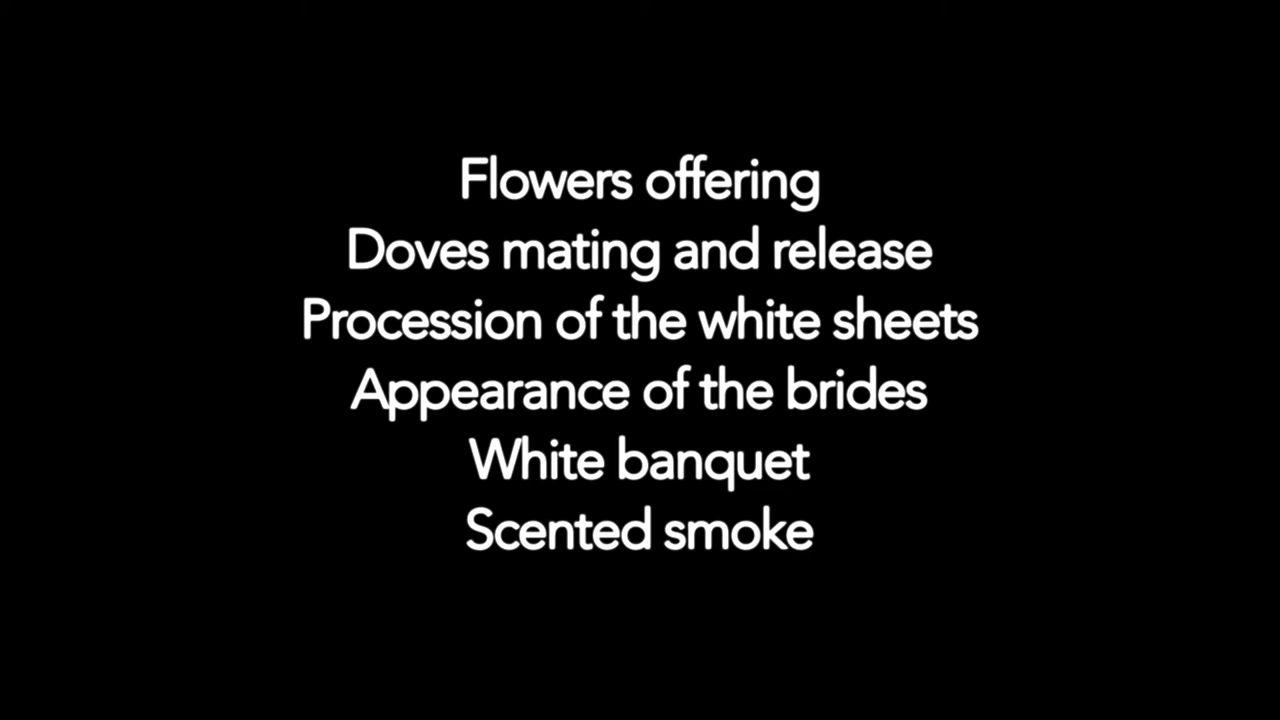 Flowers offering
Doves mating and release
Procession of the white sheets
Appearance of the brides
White banquet
Scented smoke